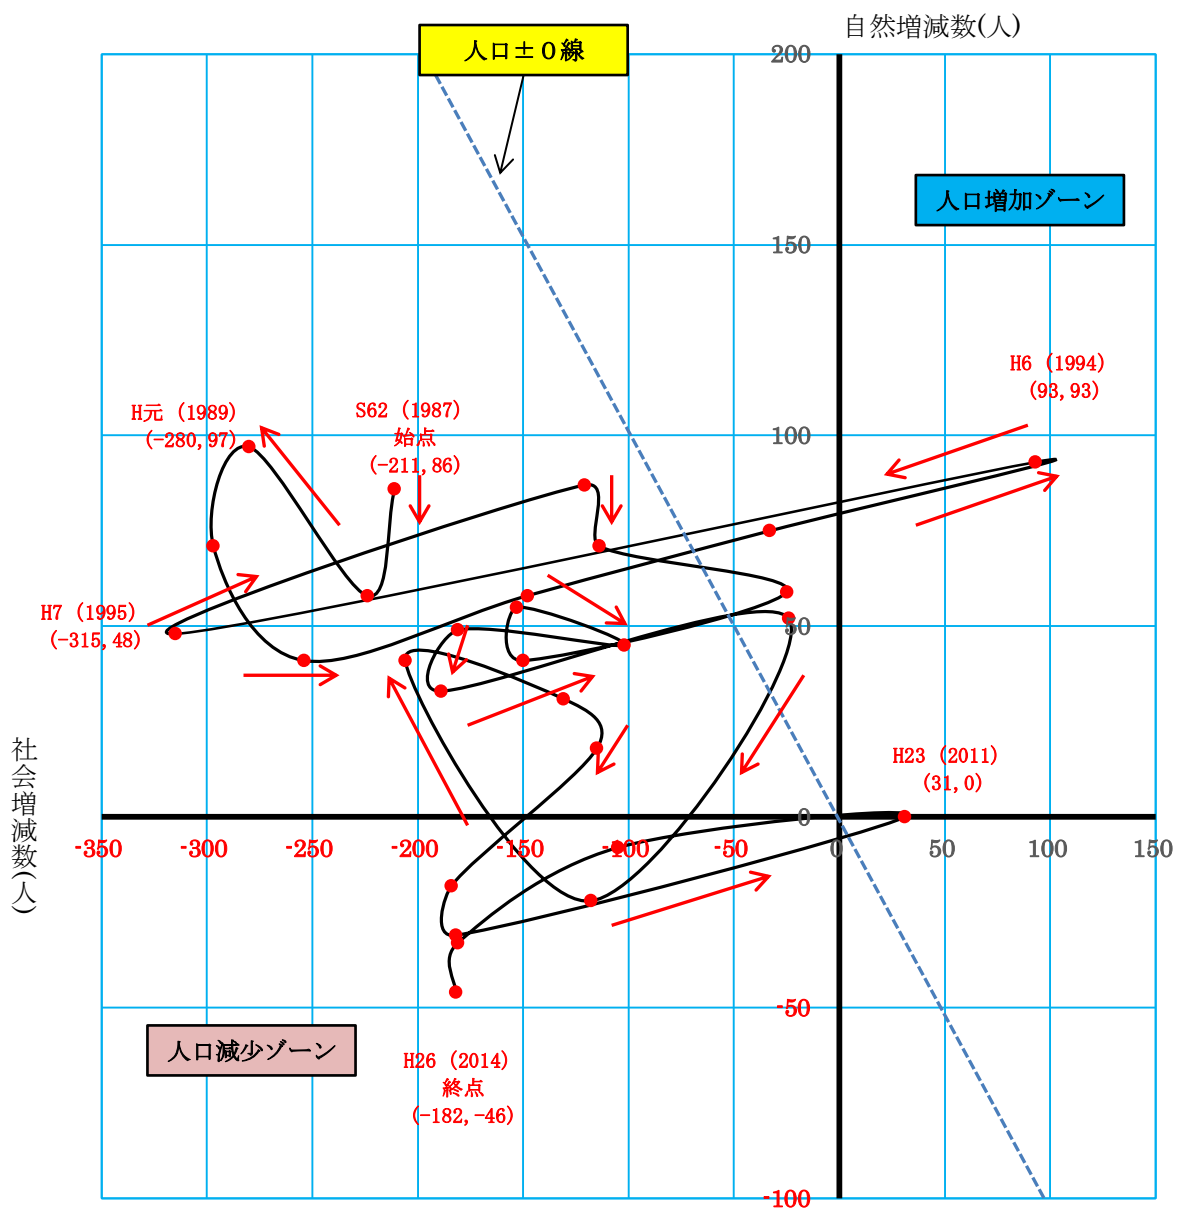 自然増減数(人)
人口±０線
200
人口増加ゾーン
150
H6 (1994)
(93,93)
H元 (1989)
(-280,97)
S62 (1987)
始点
(-211,86)
100
H7 (1995)
(-315,48)
50
社会増減数(人)
H23 (2011)
(31,0)
0
-350 -300 -250 -200 -150 -100 -50 0 50 100 150
-50
人口減少ゾーン
H26 (2014)
終点
(-182,-46)
-100